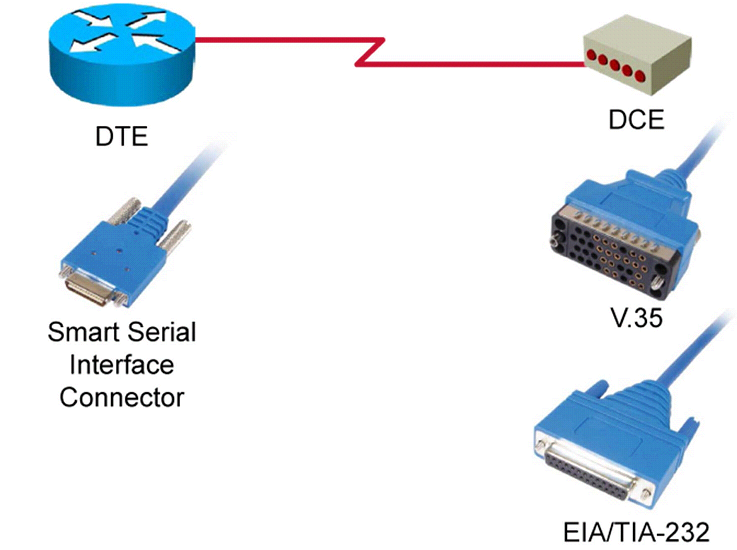 DTE
DCE
Smart Serial
Interface
Connector
V.35
EIA/TIA-232